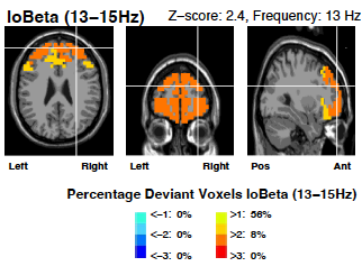 loBeta (13−15Hz) Z−score: 2.4, Frequency: 13 Hz
Left Right Left Right Pos Ant
Percentage Deviant Voxels loBeta (13−15Hz)
<−1: 0% >1: 56%
<−2: 0% >2: 8%
<−3: 0% >3: 0%